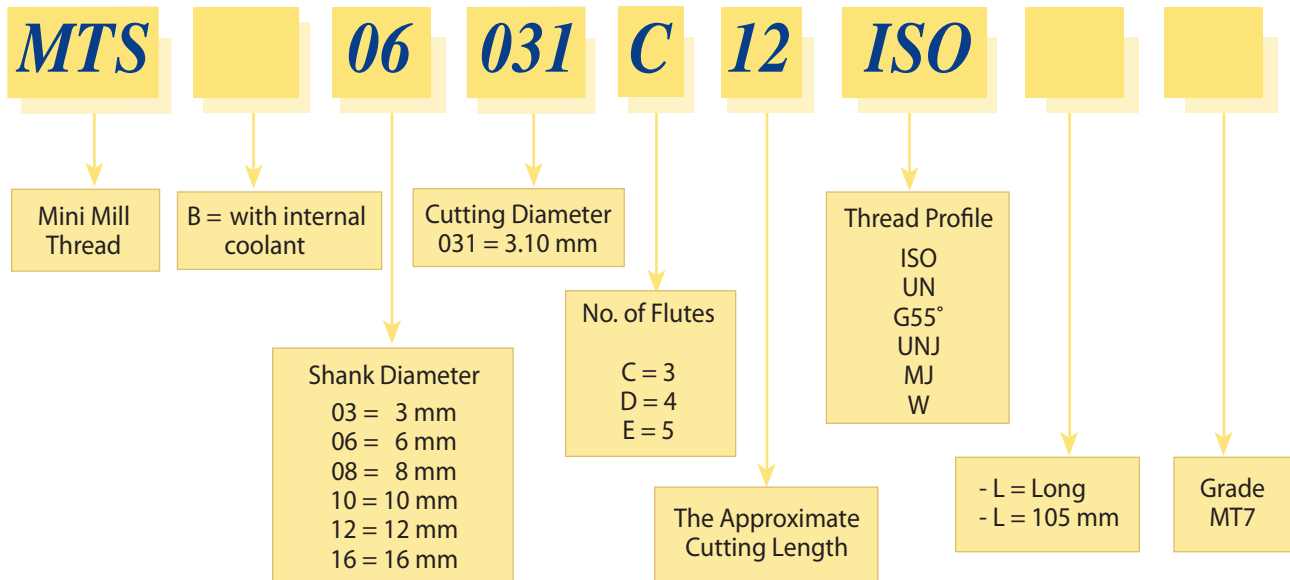 MTS 06 031 C 12 ISO
Mini Mill
Thread
B = with internal
coolant
Cutting Diameter
031 = 3.10 mm
Thread Profile
ISO
UN
G55°
UNJ
MJ
W
No. of Flutes
C = 3
D = 4
E = 5
Shank Diameter
03 = 3 mm
06 = 6 mm
08 = 8 mm
10 = 10 mm
12 = 12 mm
16 = 16 mm
The Approximate
Cutting Length
- L = Long
- L = 105 mm
Grade
MT7